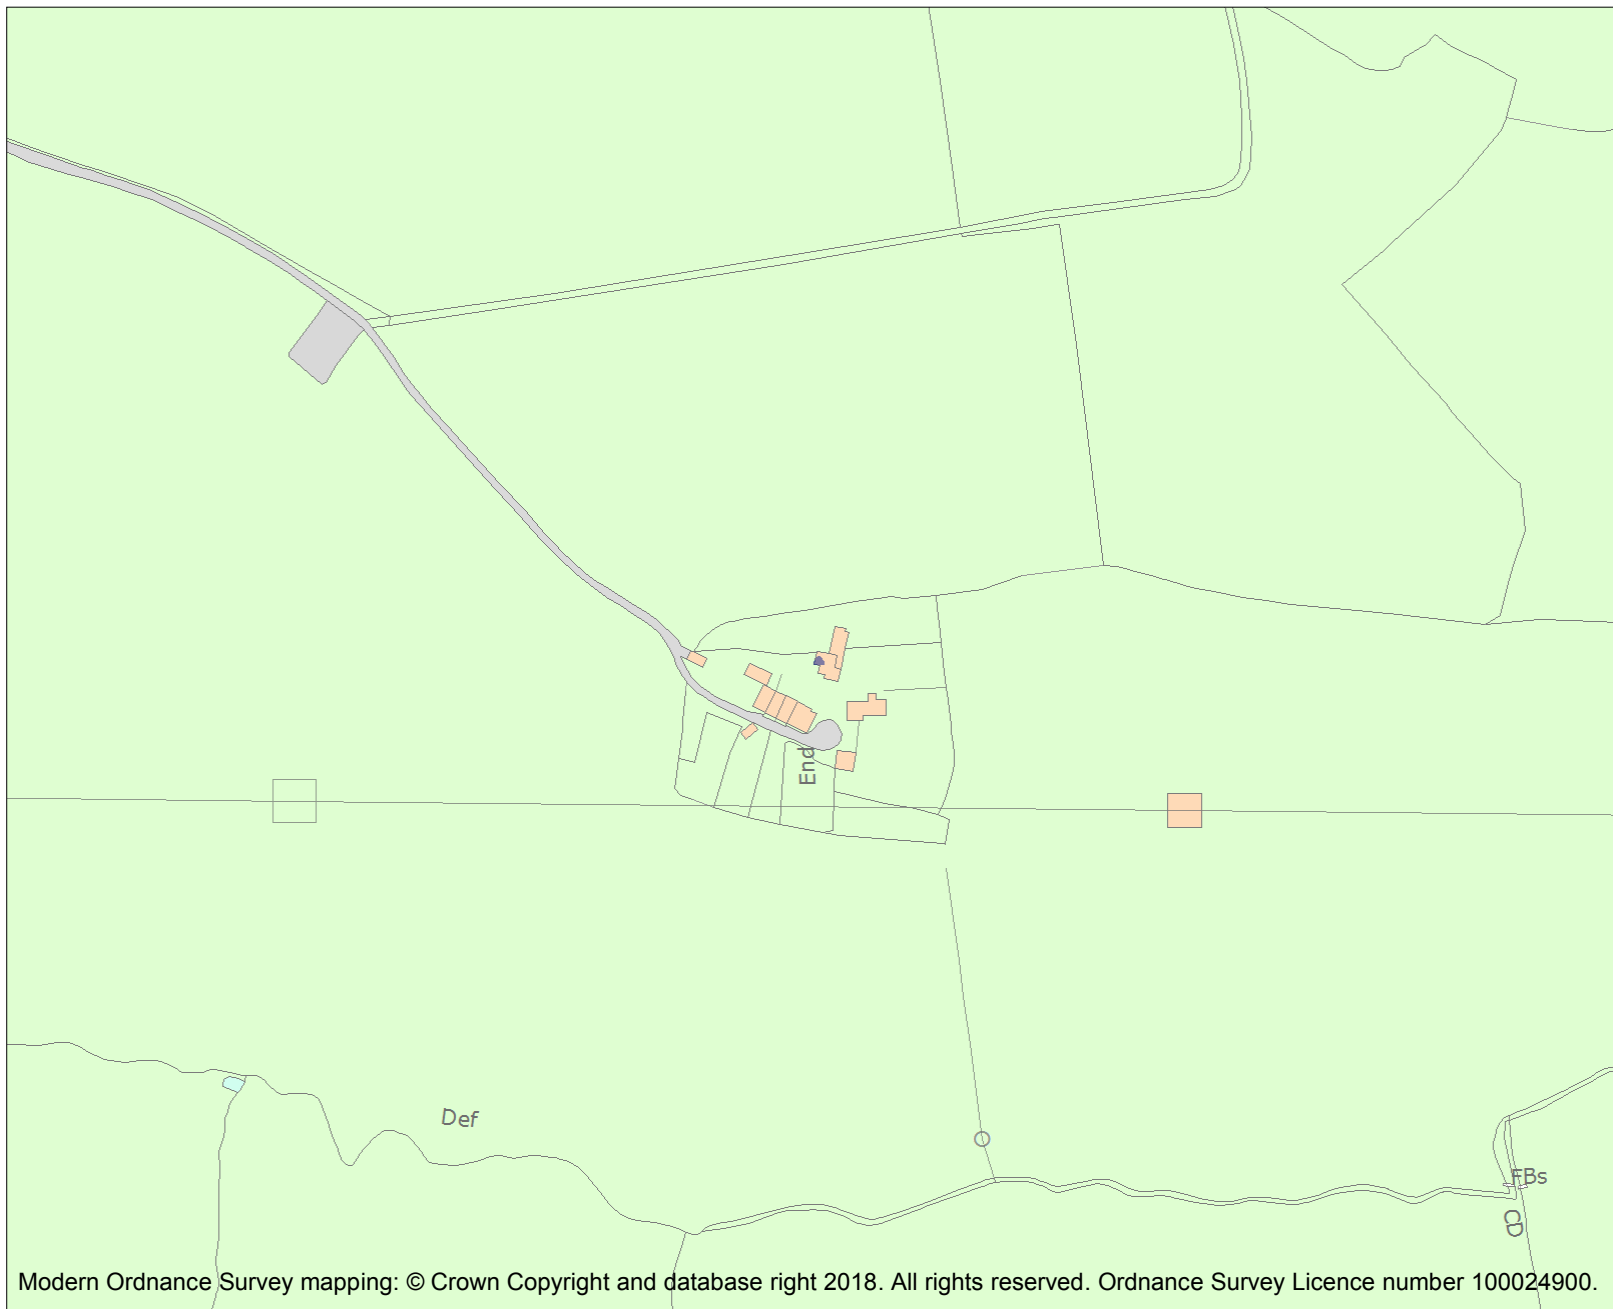 End
Def
FBs
CD
Modern Ordnance Survey mapping: © Crown Copyright and database right 2018. All rights reserved. Ordnance Survey Licence number 100024900.